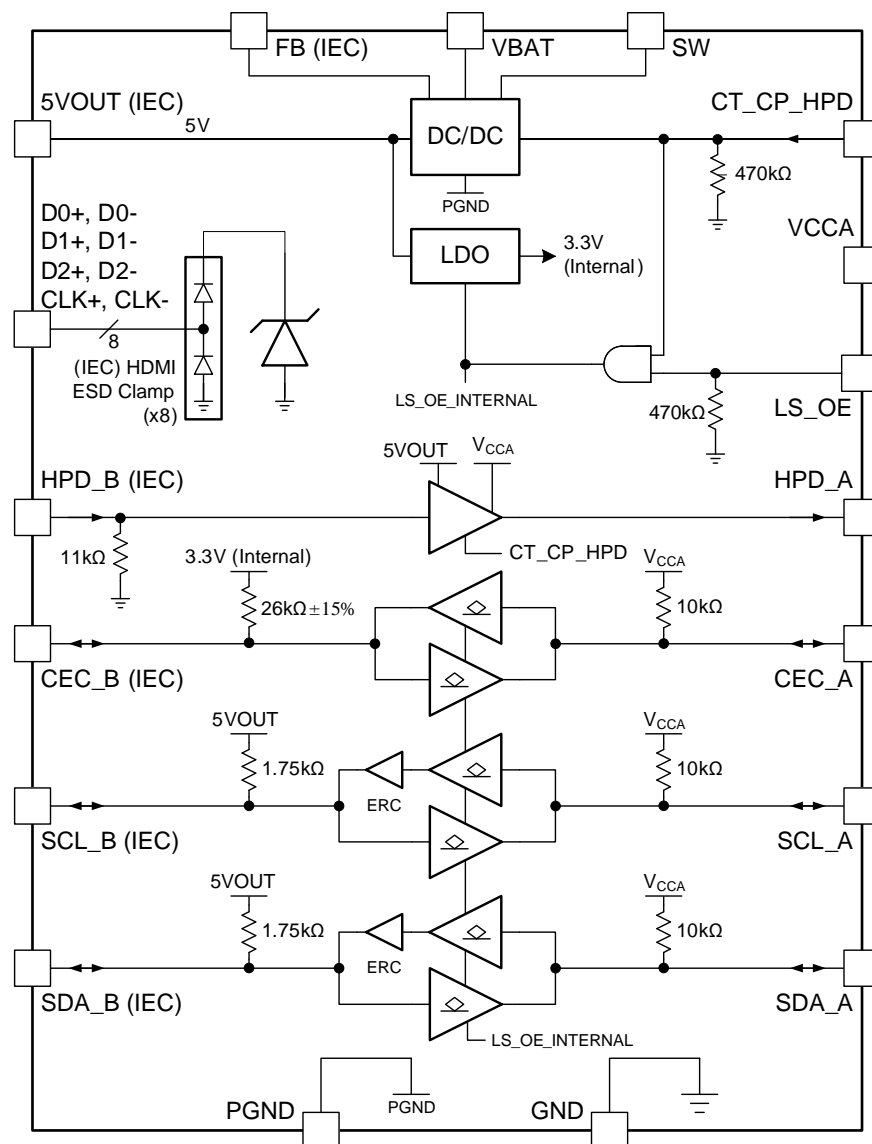 FB (IEC)
VBAT
SW
5VOUT (IEC)
5V
DC/DC
CT_CP_HPD
470kΩ
PGND
D0+, D0-
D1+, D1-
D2+, D2-
CLK+, CLK-
8
(IEC) HDMI
ESD Clamp
(x8)
LDO
3.3V
(Internal)
VCCA
LS_OE_INTERNAL
470kΩ
LS_OE
HPD_B (IEC)
5VOUT
VCCA
HPD_A
11kΩ
CT_CP_HPD
3.3V (Internal)
26kΩ±15%
VCCA
10kΩ
CEC_B (IEC)
CEC_A
5VOUT
1.75kΩ
ERC
VCCA
10kΩ
SCL_B (IEC)
SCL_A
5VOUT
1.75kΩ
ERC
VCCA
10kΩ
SDA_B (IEC)
SDA_A
LS_OE_INTERNAL
PGND
PGND
GND